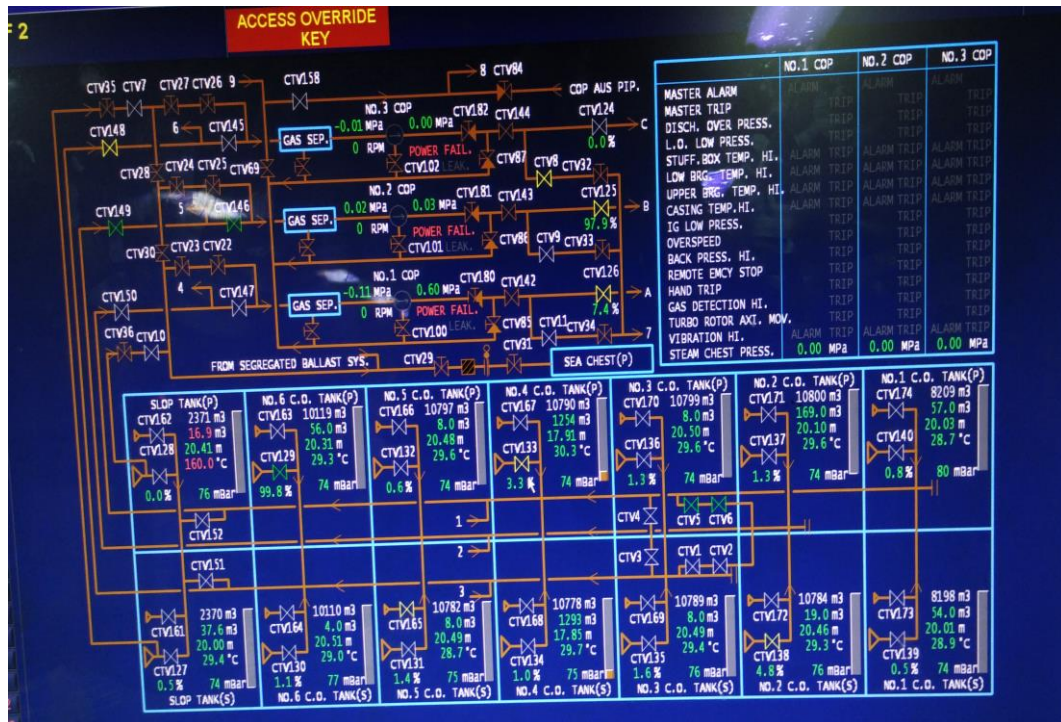 F 2
ACCESS OVERRIDE
KEY
CTV35 CTV7 CTV27 CTV26 9
CTV158
8 CTV84
COP AUS PIP.
NO.3 COP
CTV182
CTV144
CTV124
C
-0.01 MPa
0.00 MPa
0.0 %
CTV148
6
CTV145
GAS SEP.
0 RPM
POWER FAIL.
CTV102 LEAK.
CTV87
CTV8 CTV32
CTV28 CTV24 CTV25 CTV69
NO.2 COP
CTV181
CTV143
CTV125
B
0.02 MPa
0.03 MPa
97.9 %
CTV149
5
CTV146
GAS SEP.
0 RPM
POWER FAIL.
CTV101 LEAK.
CTV86
CTV9 CTV33
CTV30 CTV23 CTV22
NO.1 COP
CTV180
CTV142
CTV126
A
-0.11 MPa
0.60 MPa
7.4 %
CTV150
4
CTV147
GAS SEP.
0 RPM
POWER FAIL.
CTV100 LEAK.
CTV85
CTV11 CTV34
7
CTV36 CTV10
FROM SEGREGATED BALLAST SYS.
CTV29
CTV31
SEA CHEST(P)
NO.1 COP NO.2 COP NO.3 COP
MASTER ALARM ALARM ALARM
MASTER TRIP TRIP TRIP TRIP
DISCH. OVER PRESS. TRIP TRIP TRIP
L.O. LOW PRESS. TRIP TRIP TRIP
STUFF.BOX TEMP. HI. ALARM TRIP ALARM TRIP ALARM TRIP
LOW BRG. TEMP. HI. ALARM TRIP ALARM TRIP ALARM TRIP
UPPER BRG. TEMP. HI. ALARM TRIP ALARM TRIP ALARM TRIP
CASING TEMP.HI. ALARM TRIP ALARM TRIP ALARM TRIP
IG LOW PRESS. TRIP TRIP TRIP
OVERSPEED TRIP TRIP TRIP
BACK PRESS. HI. TRIP TRIP TRIP
REMOTE EMCY STOP TRIP TRIP TRIP
HAND TRIP TRIP TRIP TRIP
GAS DETECTION HI. TRIP TRIP TRIP
TURBO ROTOR AXI. MOV. TRIP TRIP TRIP
VIBRATION HI. ALARM TRIP ALARM TRIP ALARM TRIP
STEAM CHEST PRESS. 0.00 MPa 0.00 MPa 0.00 MPa
SLOP TANK(P)
CTV162 2371 m3
16.9 m3
CTV128 20.41 m
160.0 °C
0.0 % 76 mBar
NO.6 C.O. TANK(P)
CTV163 10119 m3
56.0 m3
20.31 m
CTV129 29.3 °C
99.8 % 74 mBar
NO.5 C.O. TANK(P)
CTV166 10797 m3
8.0 m3
20.48 m
CTV132 29.6 °C
0.6 % 74 mBar
NO.4 C.O. TANK(P)
CTV167 10790 m3
1254 m3
17.91 m
CTV133 30.3 °C
3.3 % 74 mBar
NO.3 C.O. TANK(P)
CTV170 10799 m3
8.0 m3
CTV136 20.50 m
29.6 °C
1.3 % 74 mBar
NO.2 C.O. TANK(P)
CTV171 10800 m3
169.0 m3
CTV137 20.10 m
29.6 °C
1.3 % 74 mBar
NO.1 C.O. TANK(P)
CTV174 8209 m3
57.0 m3
CTV140 20.03 m
28.7 °C
0.8 % 80 mBar
CTV152
1
CTV4
CTV5 CTV6
2
CTV3
CTV1 CTV2
CTV151
3
2370 m3
CTV161 37.6 m3
20.00 m
CTV127 29.4 °C
0.5 % 74 mBar
SLOP TANK(S)
10110 m3
CTV164 4.0 m3
20.51 m
CTV130 29.0 °C
1.1 % 77 mBar
NO.6 C.O. TANK(S)
10782 m3
CTV165 8.0 m3
20.49 m
CTV131 28.7 °C
1.4 % 75 mBar
NO.5 C.O. TANK(S)
10778 m3
CTV168 1293 m3
17.85 m
CTV134 29.7 °C
1.0 % 74 mBar
NO.4 C.O. TANK(S)
10789 m3
CTV169 8.0 m3
20.49 m
CTV135 29.4 °C
1.6 % 76 mBar
NO.3 C.O. TANK(S)
10784 m3
CTV172 19.0 m3
20.46 m
CTV138 29.3 °C
4.8 % 76 mBar
NO.2 C.O. TANK(S)
8198 m3
CTV173 54.0 m3
20.01 m
CTV139 28.9 °C
0.5 % 74 mBar
NO.1 C.O. TANK(S)